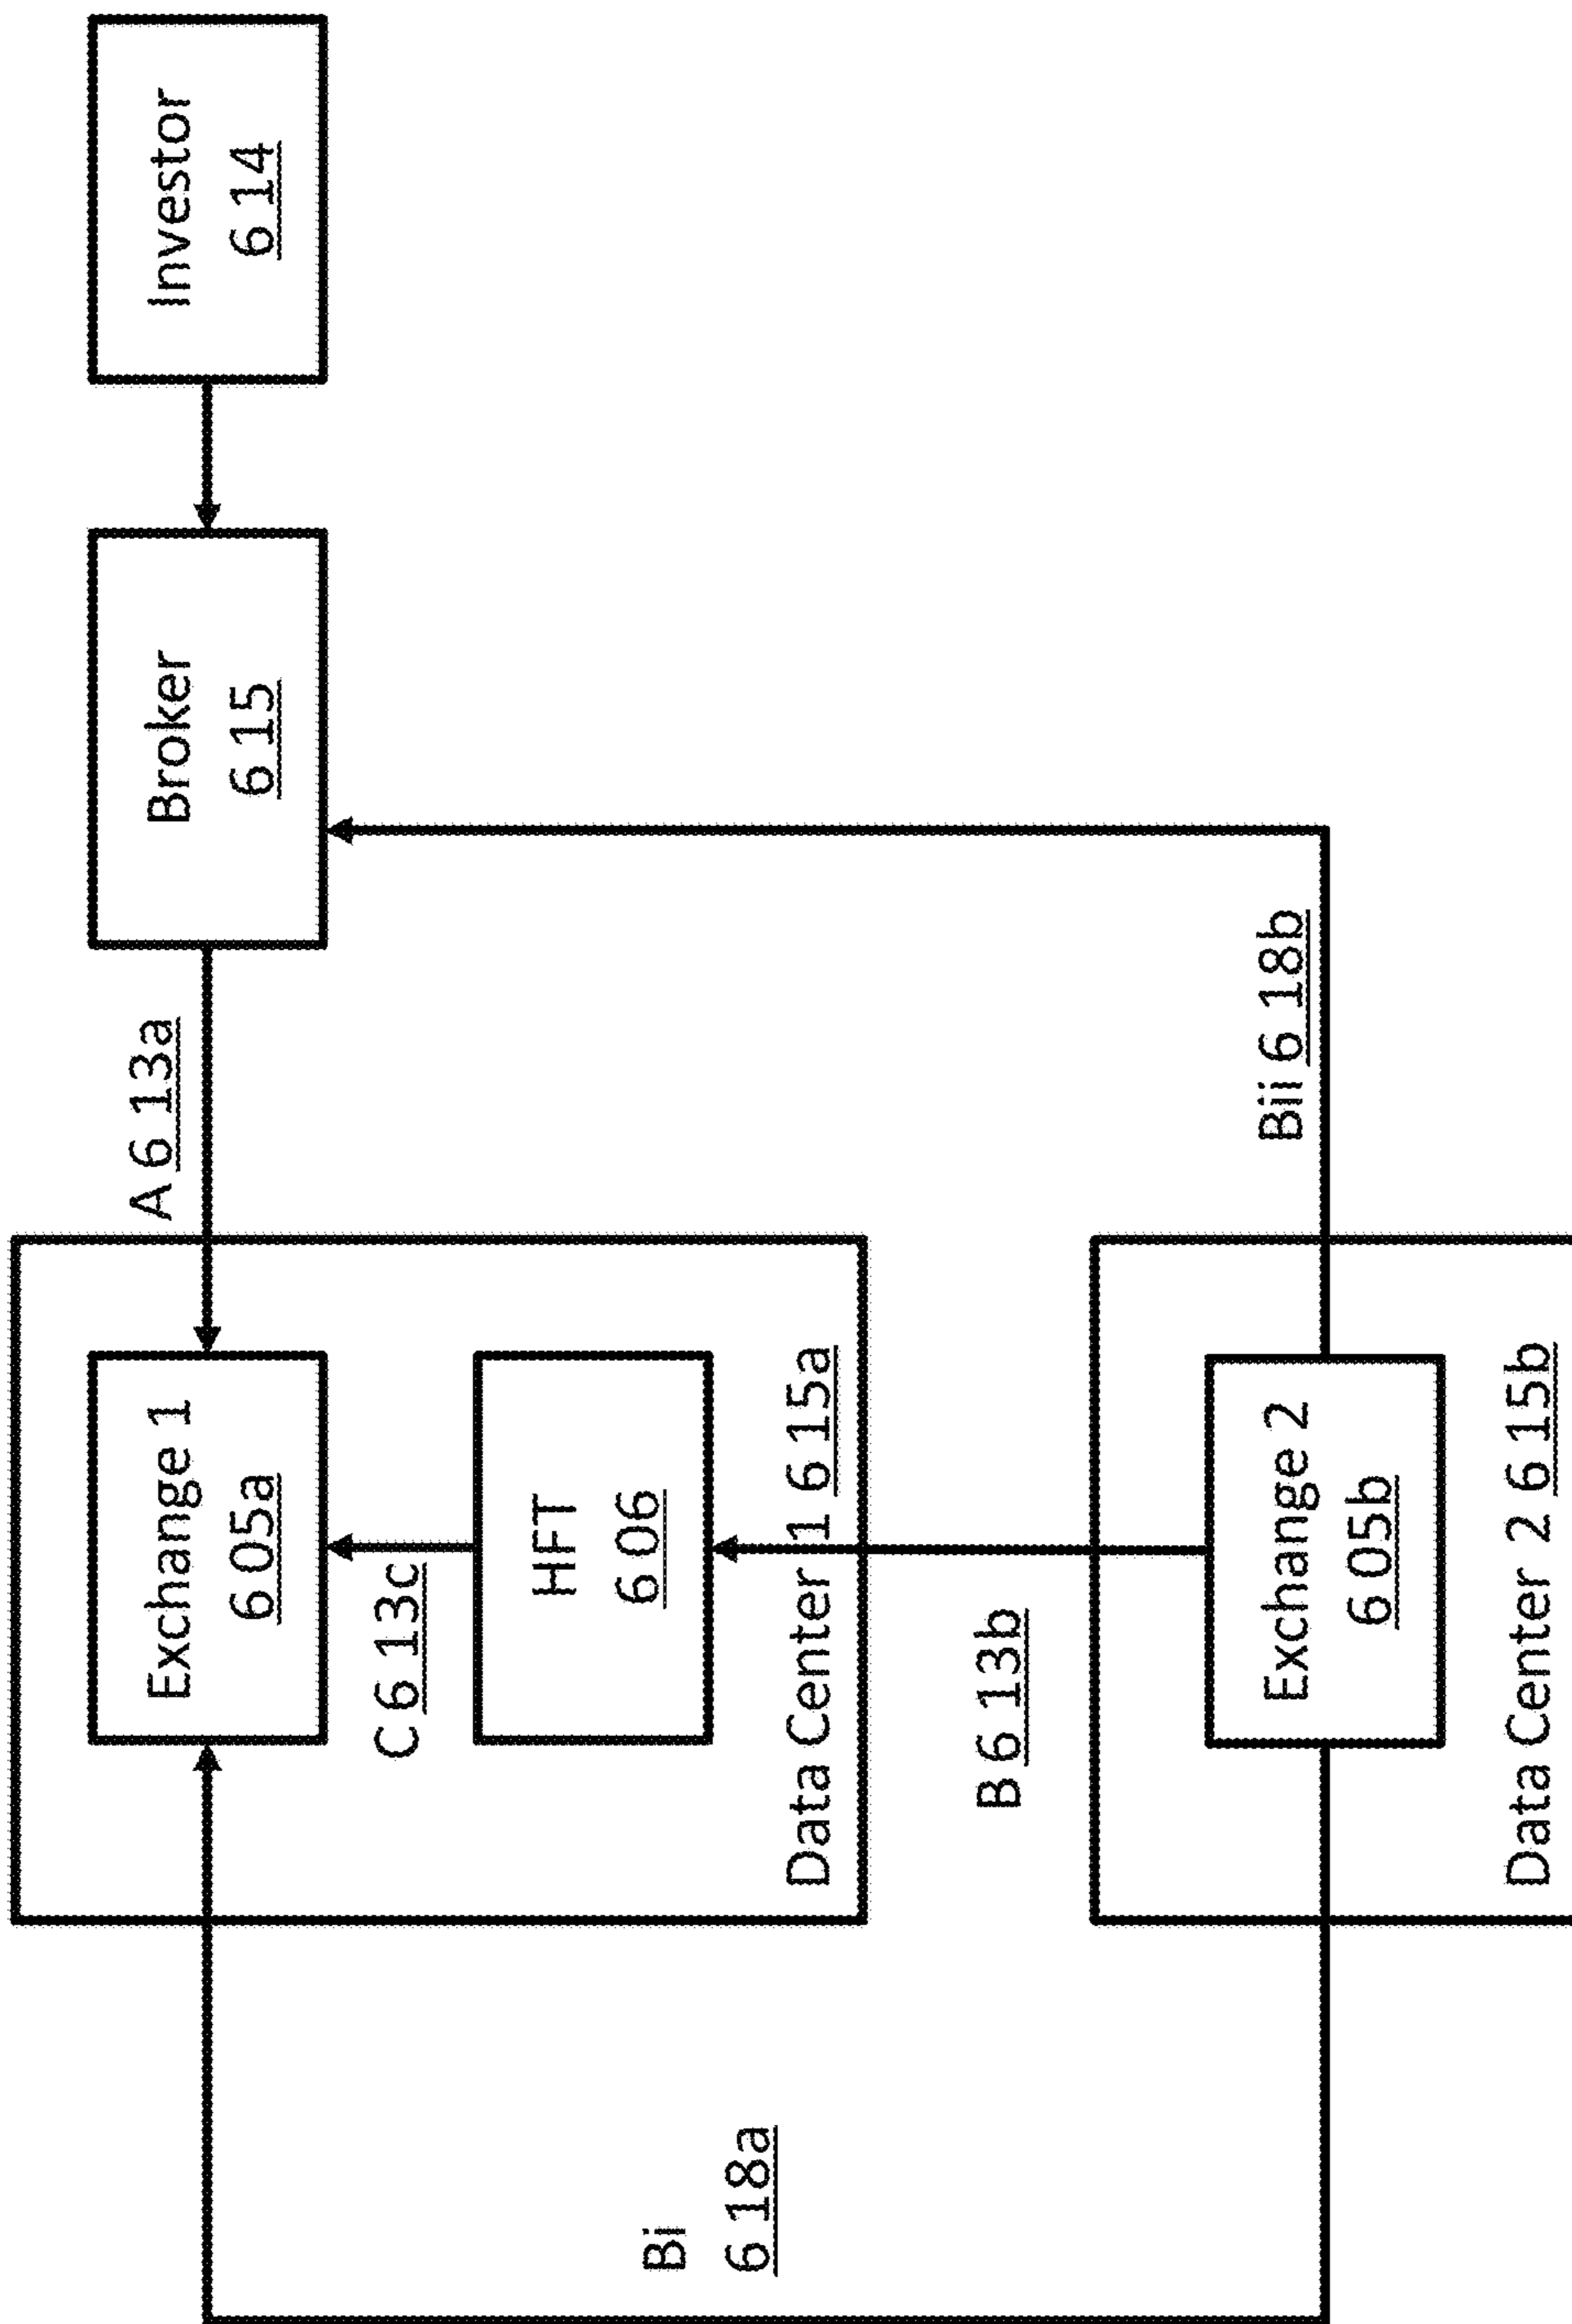 Investor
6 14
Broker
6 15
A 6 13a
Exchange 1
6 05a
C 6 13c
HFT
6 06
Data Center 1 6 15a
B 6 13b
Bii 6 18b
Exchange 2
6 05b
Data Center 2 6 15b
Bi
6 18a